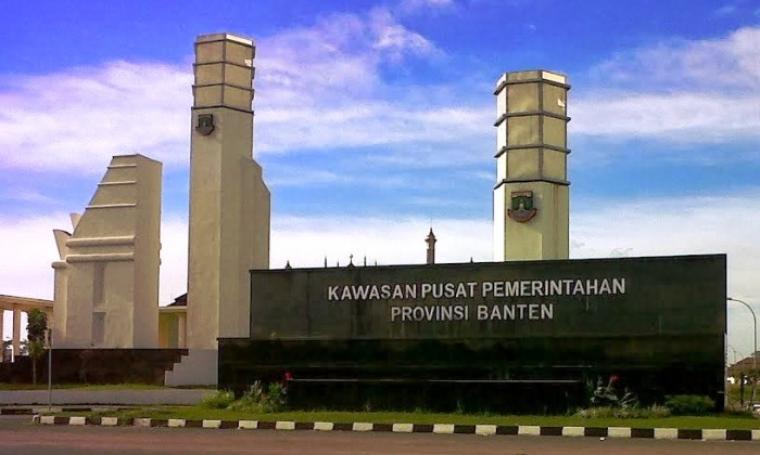 KAWASAN PUSAT PEMERINTAHAN
PROVINSI BANTEN